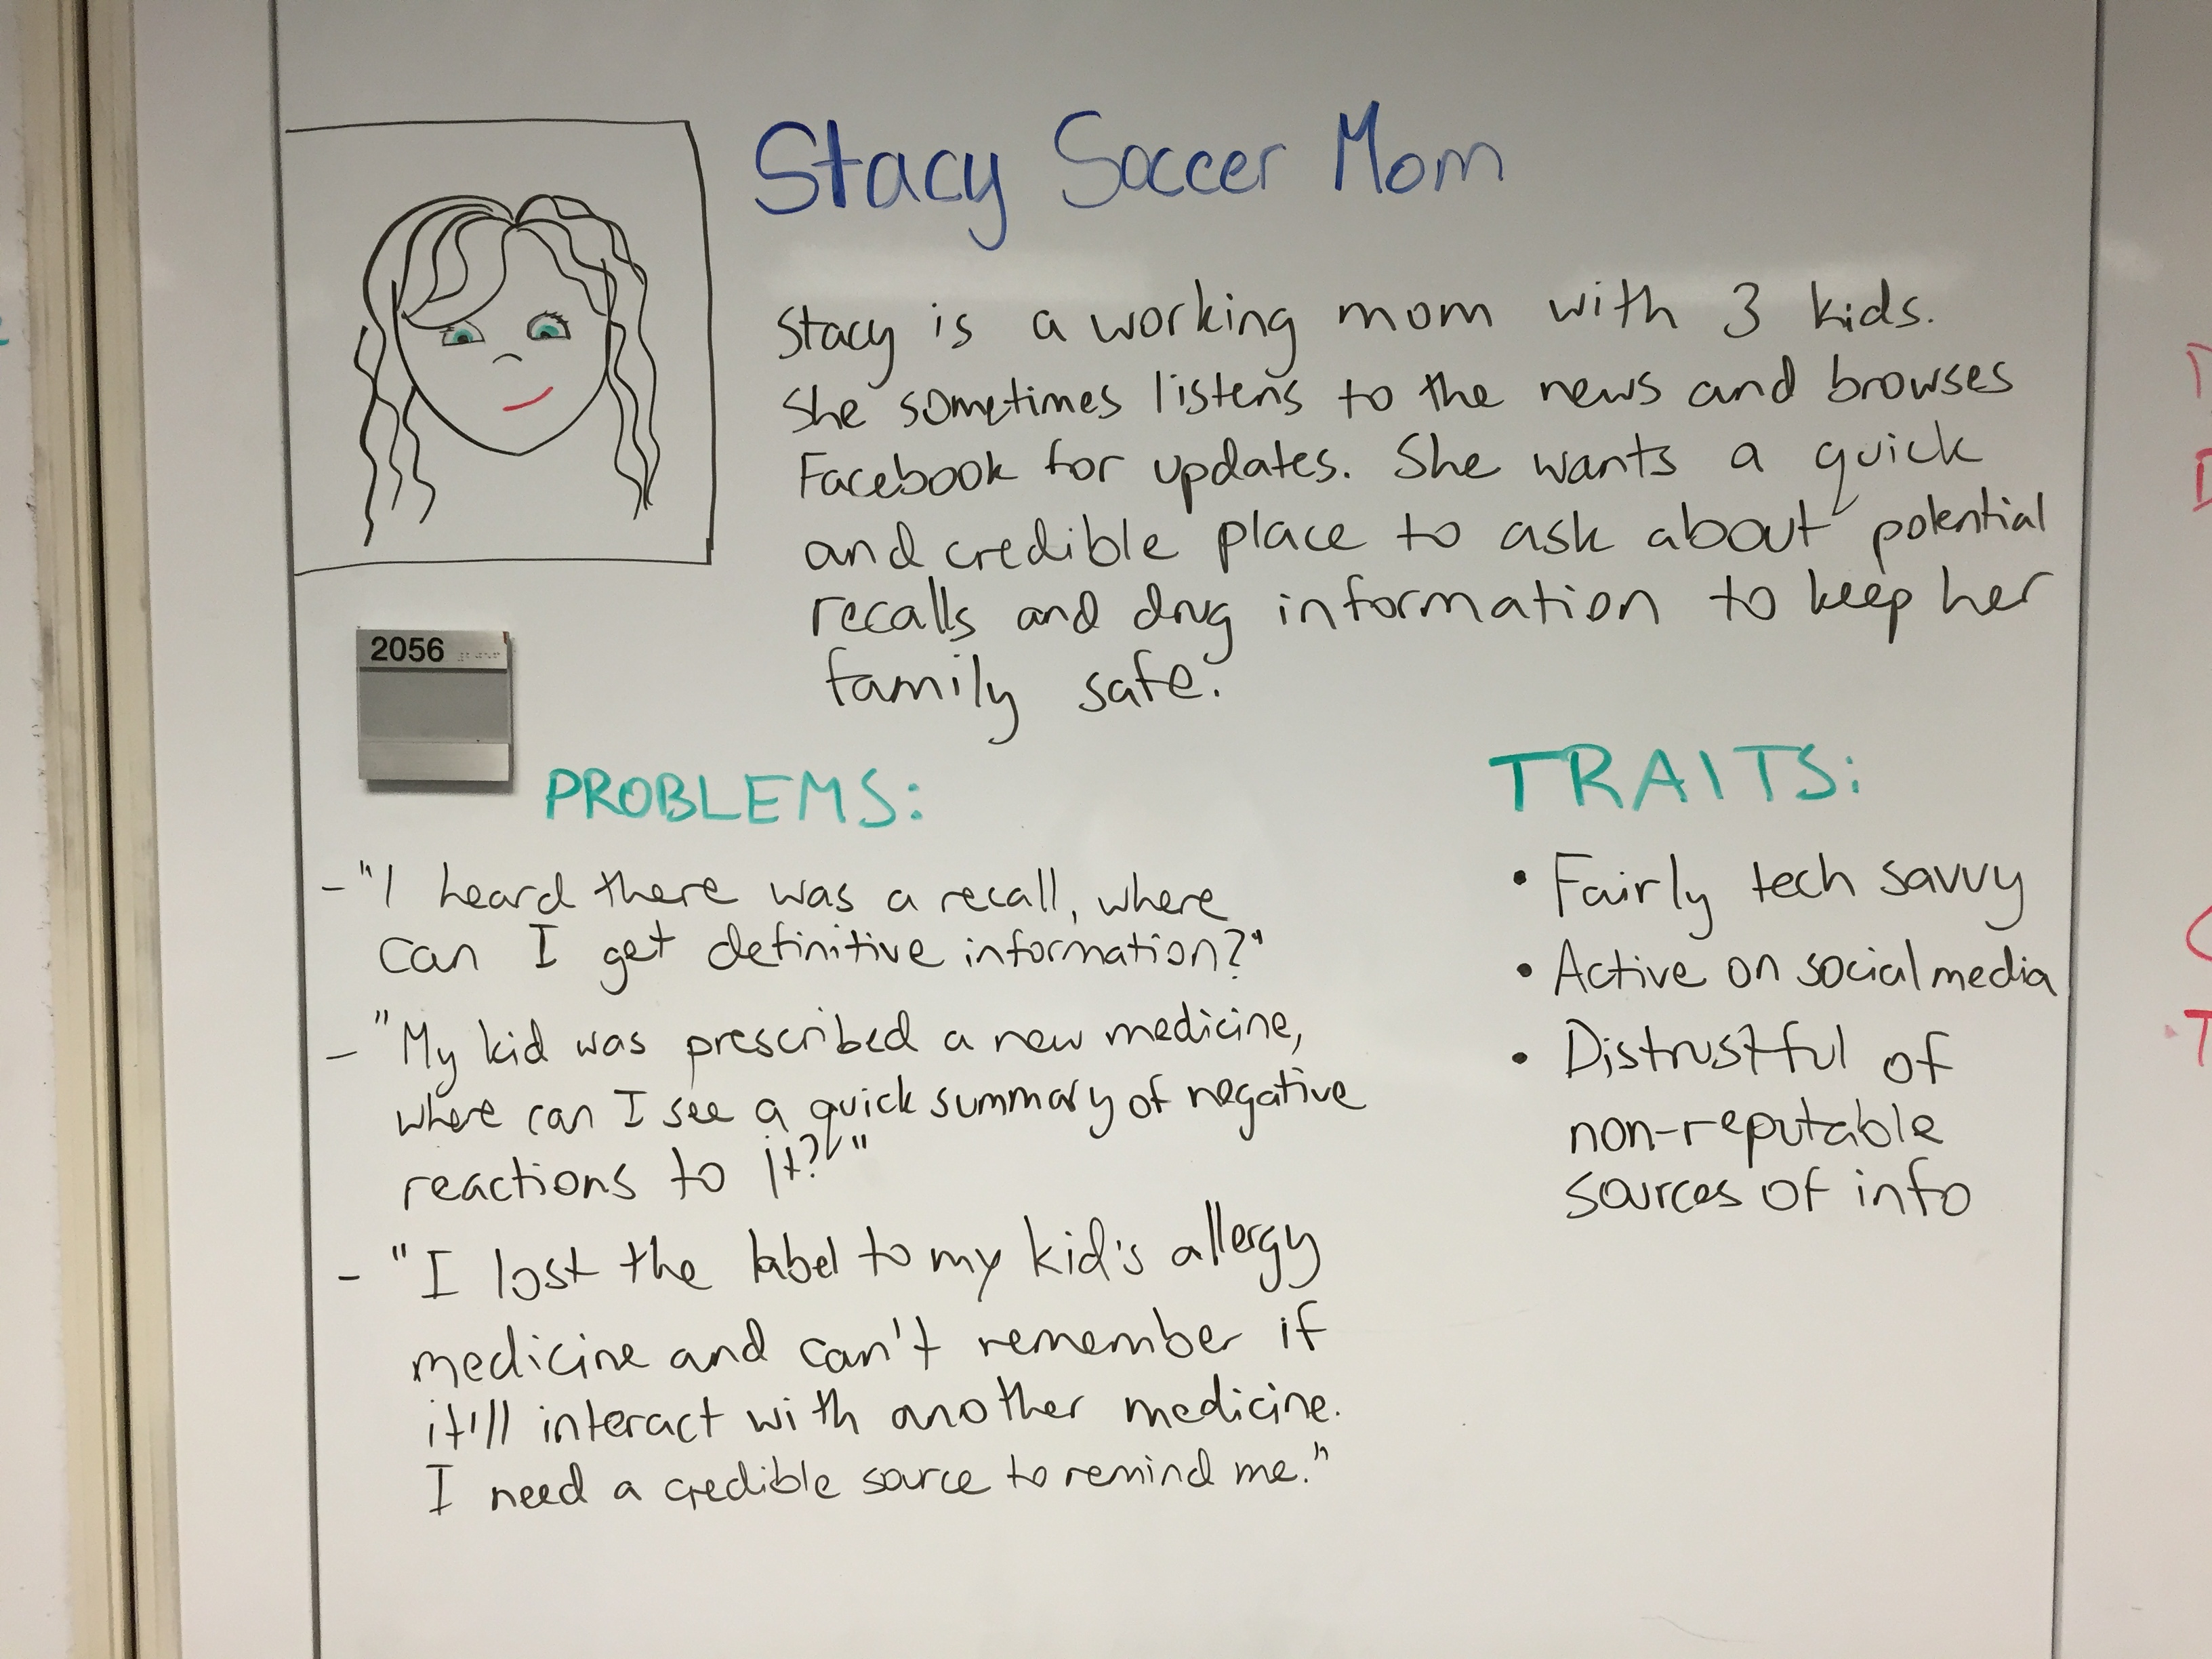 Stacy Soccer Mom
Stacy is a working mom with 3 kids.
She sometimes listens to the news and browses
Facebook for updates. She wants a quick
and credible place to ask about potential
recalls and drug information to keep her
family safe.
2056
PROBLEMS:
- "I heard there was a recall, where
can I get definitive information?"
- "My kid was prescribed a new medicine,
where can I see a quick summary of negative
reactions to it?"
- "I lost the label to my kid's allergy
medicine and can't remember if
it'll interact with another medicine.
I need a credible source to remind me."
TRAITS:
• Fairly tech savvy
• Active on social media
• Distrustful of
non-reputable
sources of info